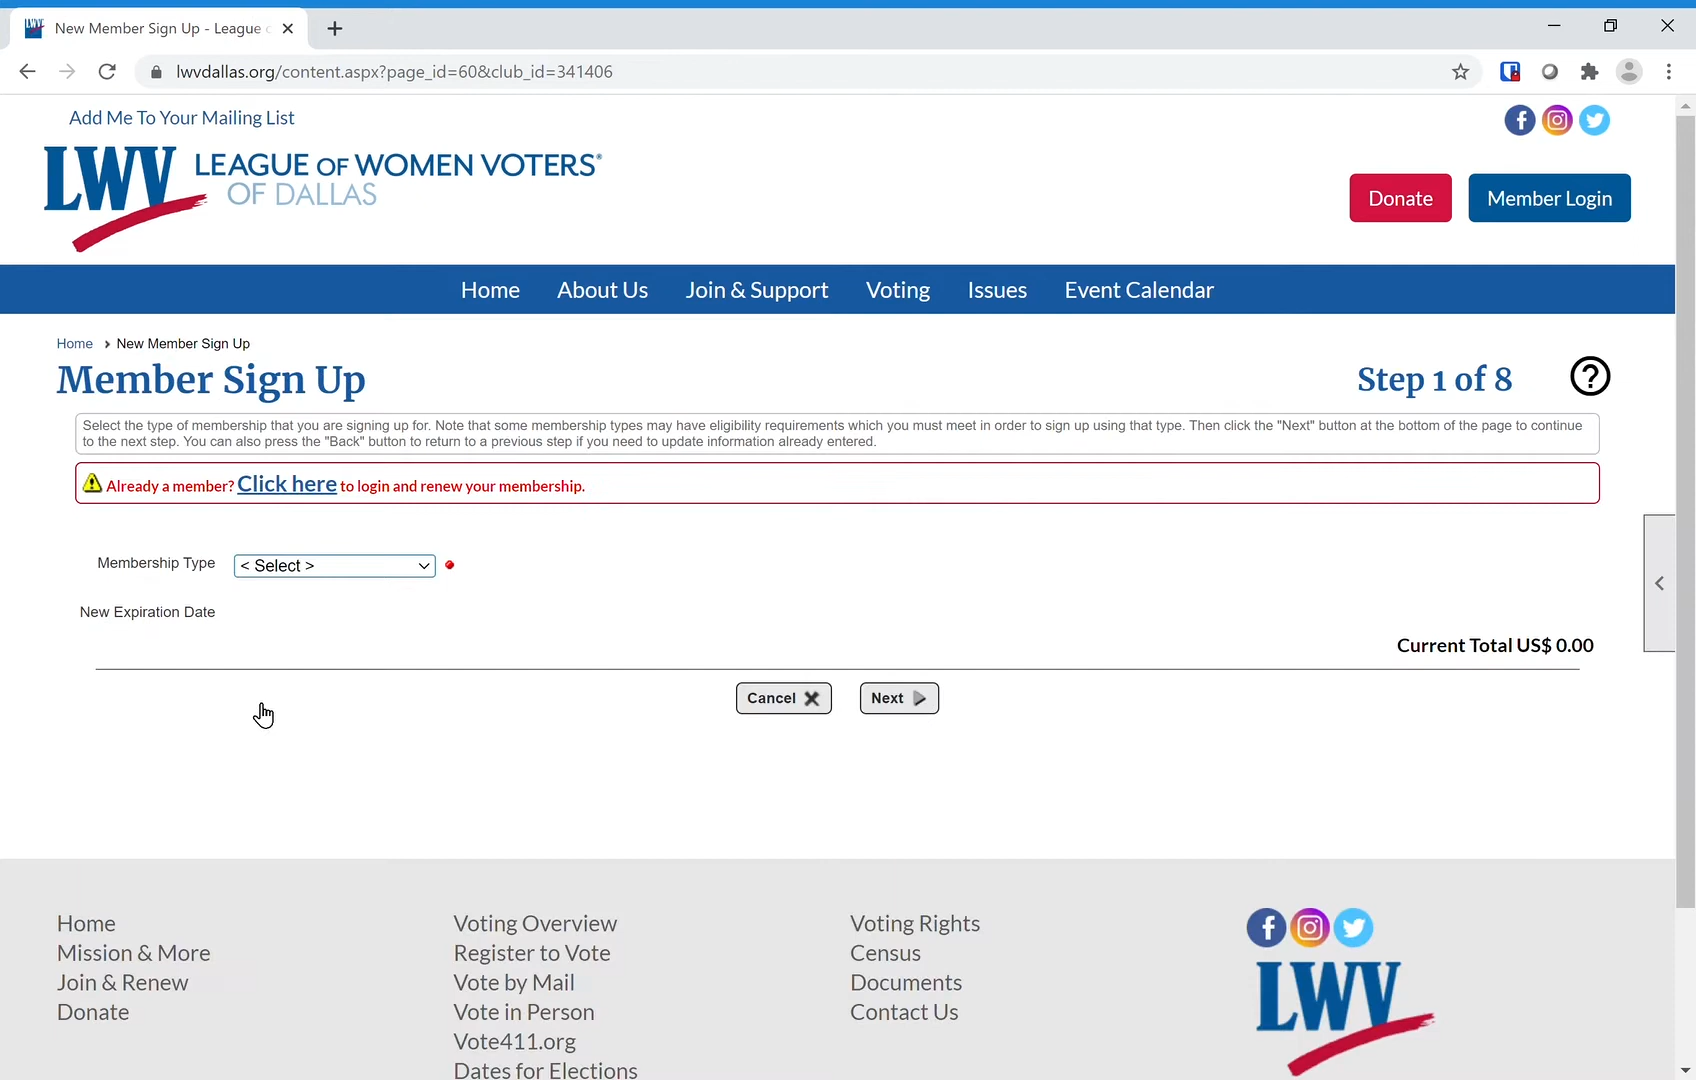 New Member Sign Up - League
lwvdallas.org/content.aspx?page_id=60&club_id=341406
Add Me To Your Mailing List
LWV LEAGUE OF WOMEN VOTERS®
OF DALLAS
Donate
Member Login
Home
About Us
Join & Support
Voting
Issues
Event Calendar
Home > New Member Sign Up
Member Sign Up
Step 1 of 8
Select the type of membership that you are signing up for. Note that some membership types may have eligibility requirements which you must meet in order to sign up using that type. Then click the "Next" button at the bottom of the page to continue
to the next step. You can also press the "Back" button to return to a previous step if you need to update information already entered.
Already a member? Click here to login and renew your membership.
Membership Type
< Select >
New Expiration Date
Current Total US$ 0.00
Cancel
Next
Home
Mission & More
Join & Renew
Donate
Voting Overview
Register to Vote
Vote by Mail
Vote in Person
Vote411.org
Dates for Elections
Voting Rights
Census
Documents
Contact Us
LWV